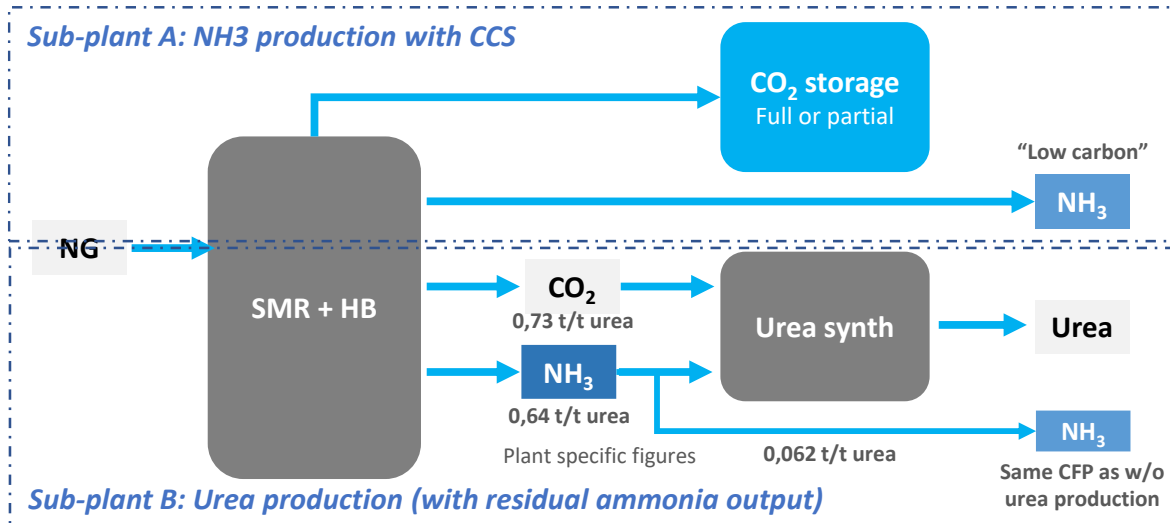 Sub-plant A: NH3 production with CCS
CO₂ storage
Full or partial
“Low carbon”
NH₃
NG
SMR + HB
CO₂
0,73 t/t urea
Urea synth
Urea
NH₃
0,64 t/t urea
Plant specific figures
0,062 t/t urea
NH₃
Same CFP as w/o
urea production
Sub-plant B: Urea production (with residual ammonia output)